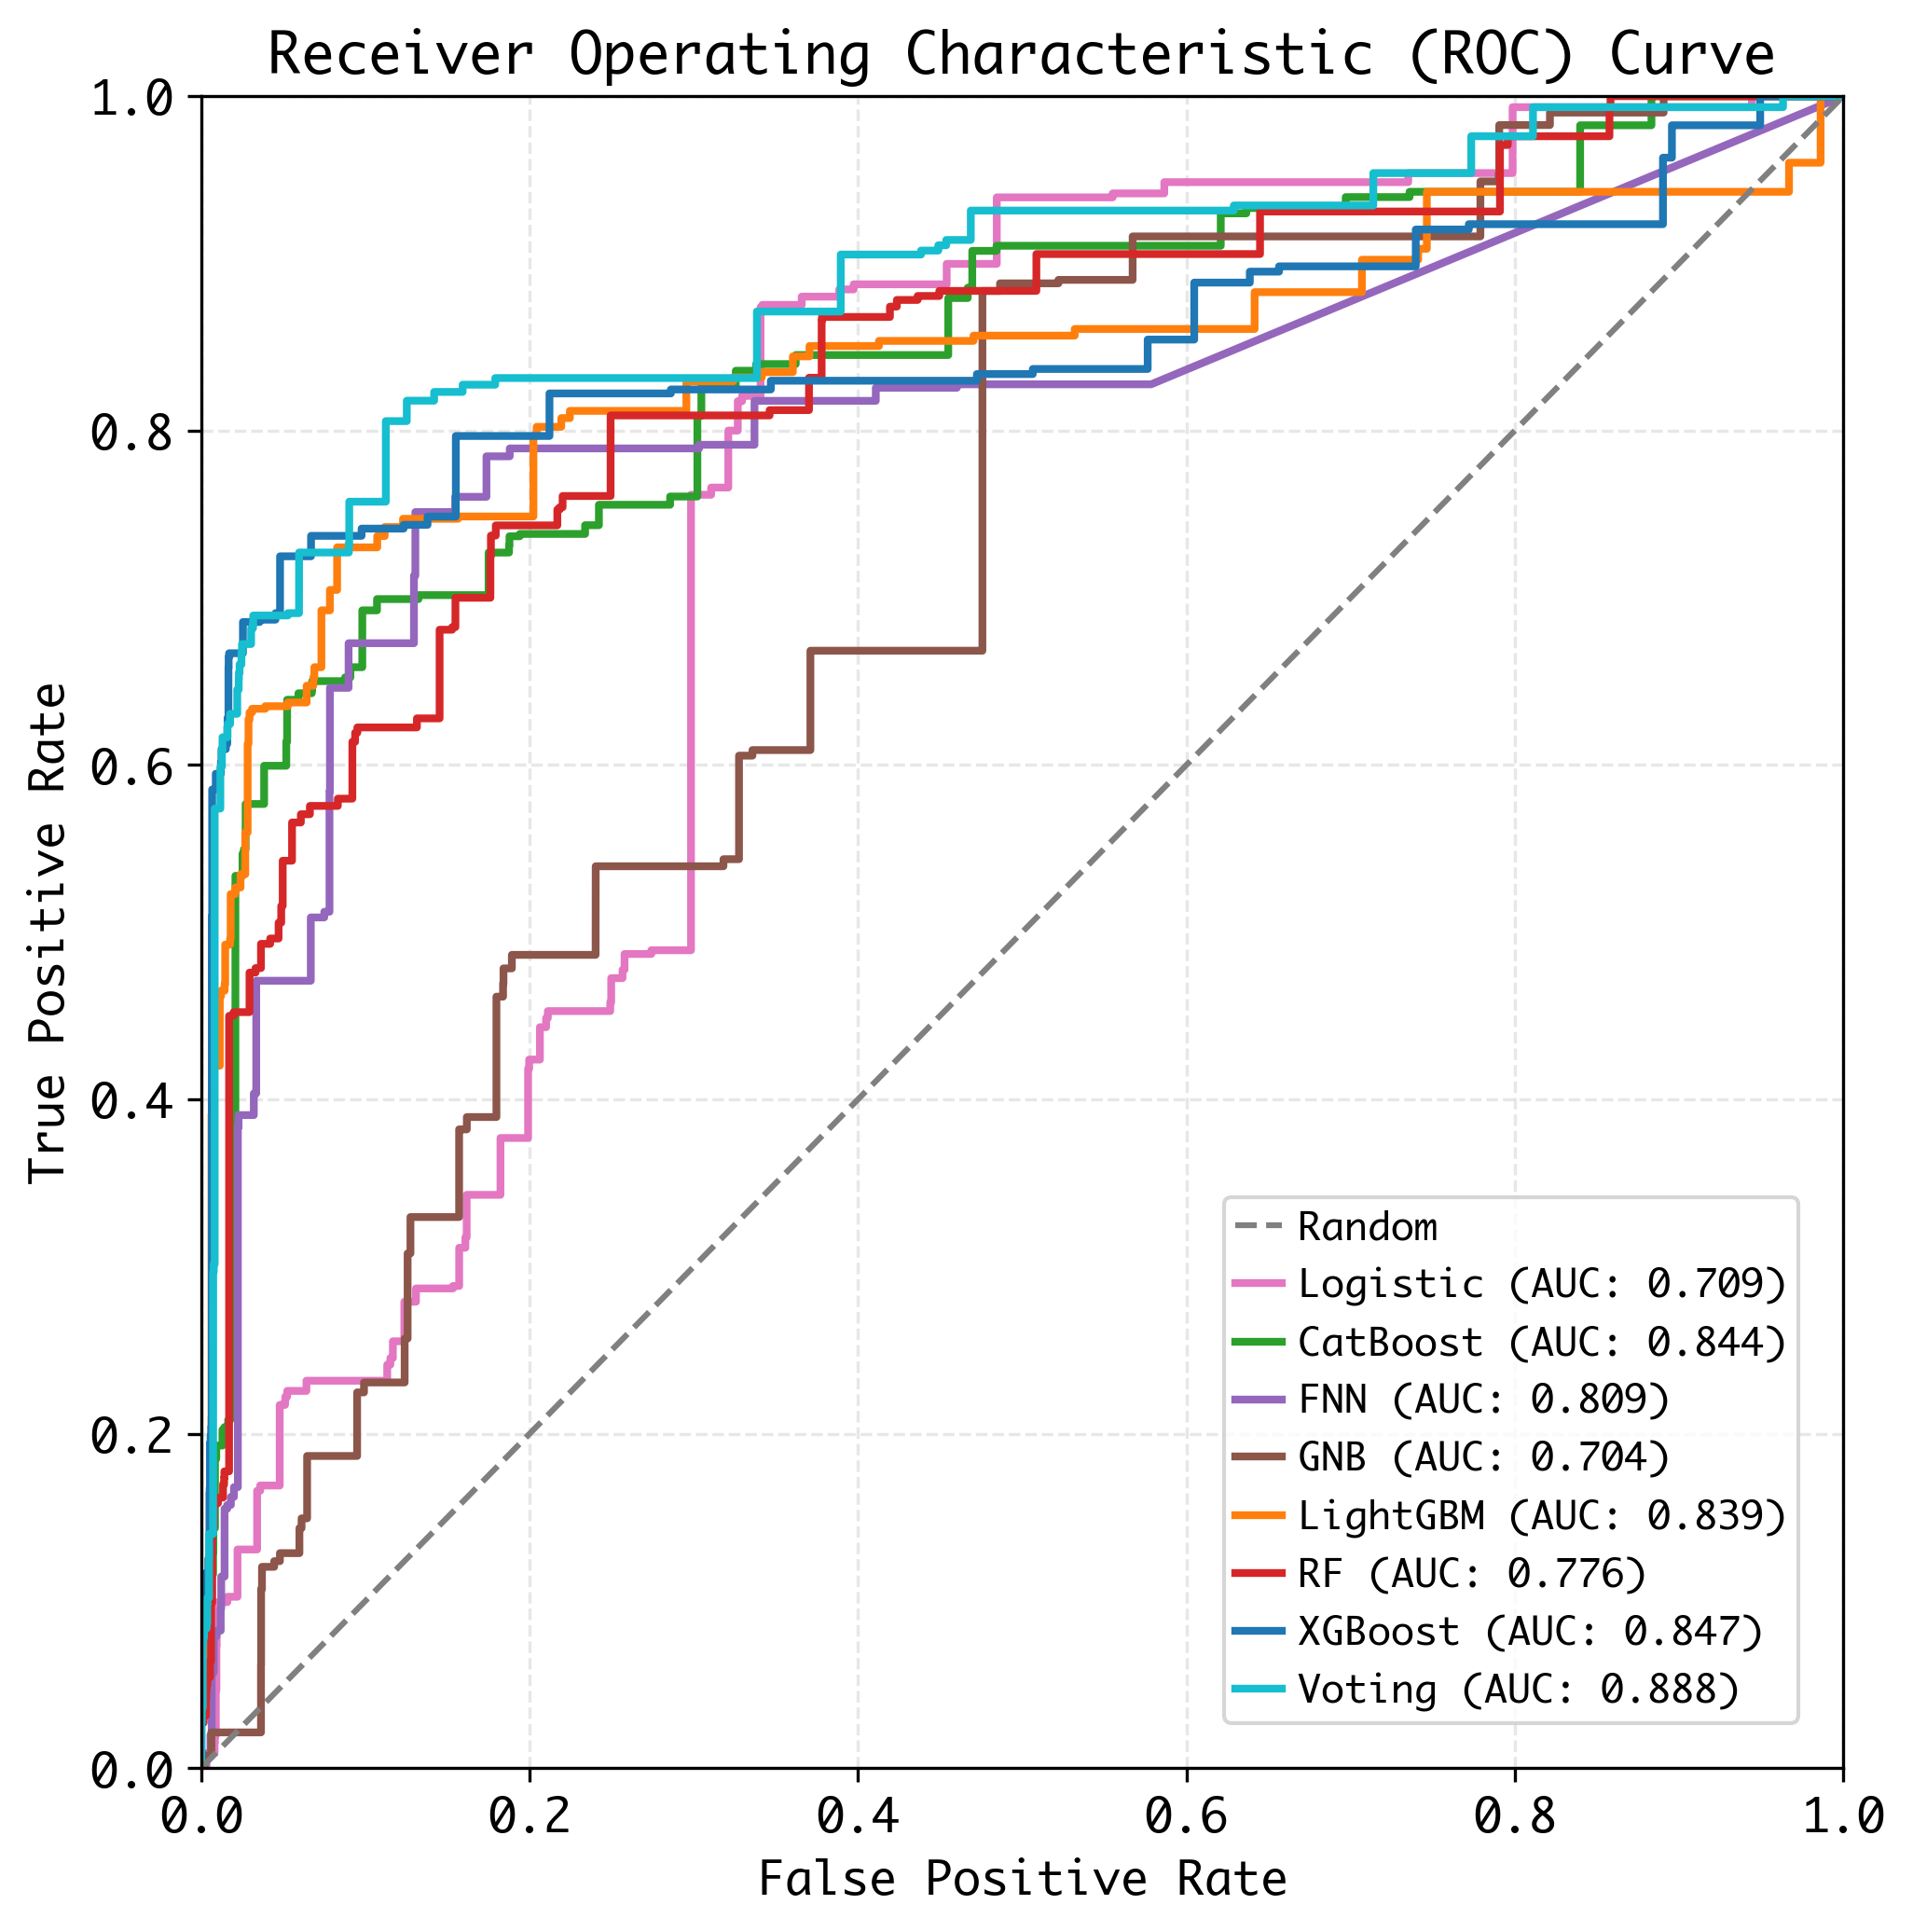 Receiver Operating Characteristic (ROC) Curve
1.0
0.8
0.6
0.4
0.2
0.0
True Positive Rate
Random
Logistic (AUC: 0.709)
CatBoost (AUC: 0.844)
FNN (AUC: 0.809)
GNB (AUC: 0.704)
LightGBM (AUC: 0.839)
RF (AUC: 0.776)
XGBoost (AUC: 0.847)
Voting (AUC: 0.888)
0.0 0.2 0.4 0.6 0.8 1.0
False Positive Rate